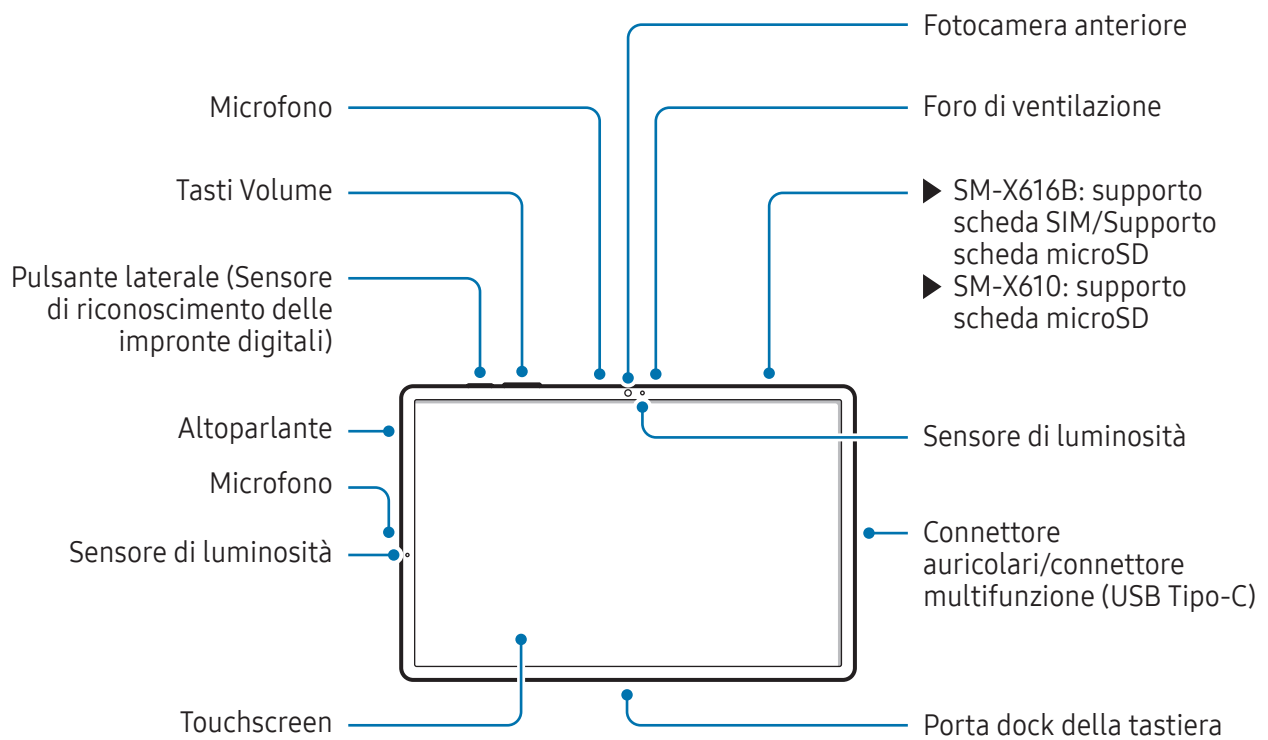 Fotocamera anteriore
Microfono
Foro di ventilazione
Tasti Volume
▶ SM-X616B: supporto
scheda SIM/Supporto
scheda microSD
▶ SM-X610: supporto
scheda microSD
Pulsante laterale (Sensore
di riconoscimento delle
impronte digitali)
Altoparlante
Sensore di luminosità
Microfono
Sensore di luminosità
Connettore
auricolari/connettore
multifunzione (USB Tipo-C)
Touchscreen
Porta dock della tastiera